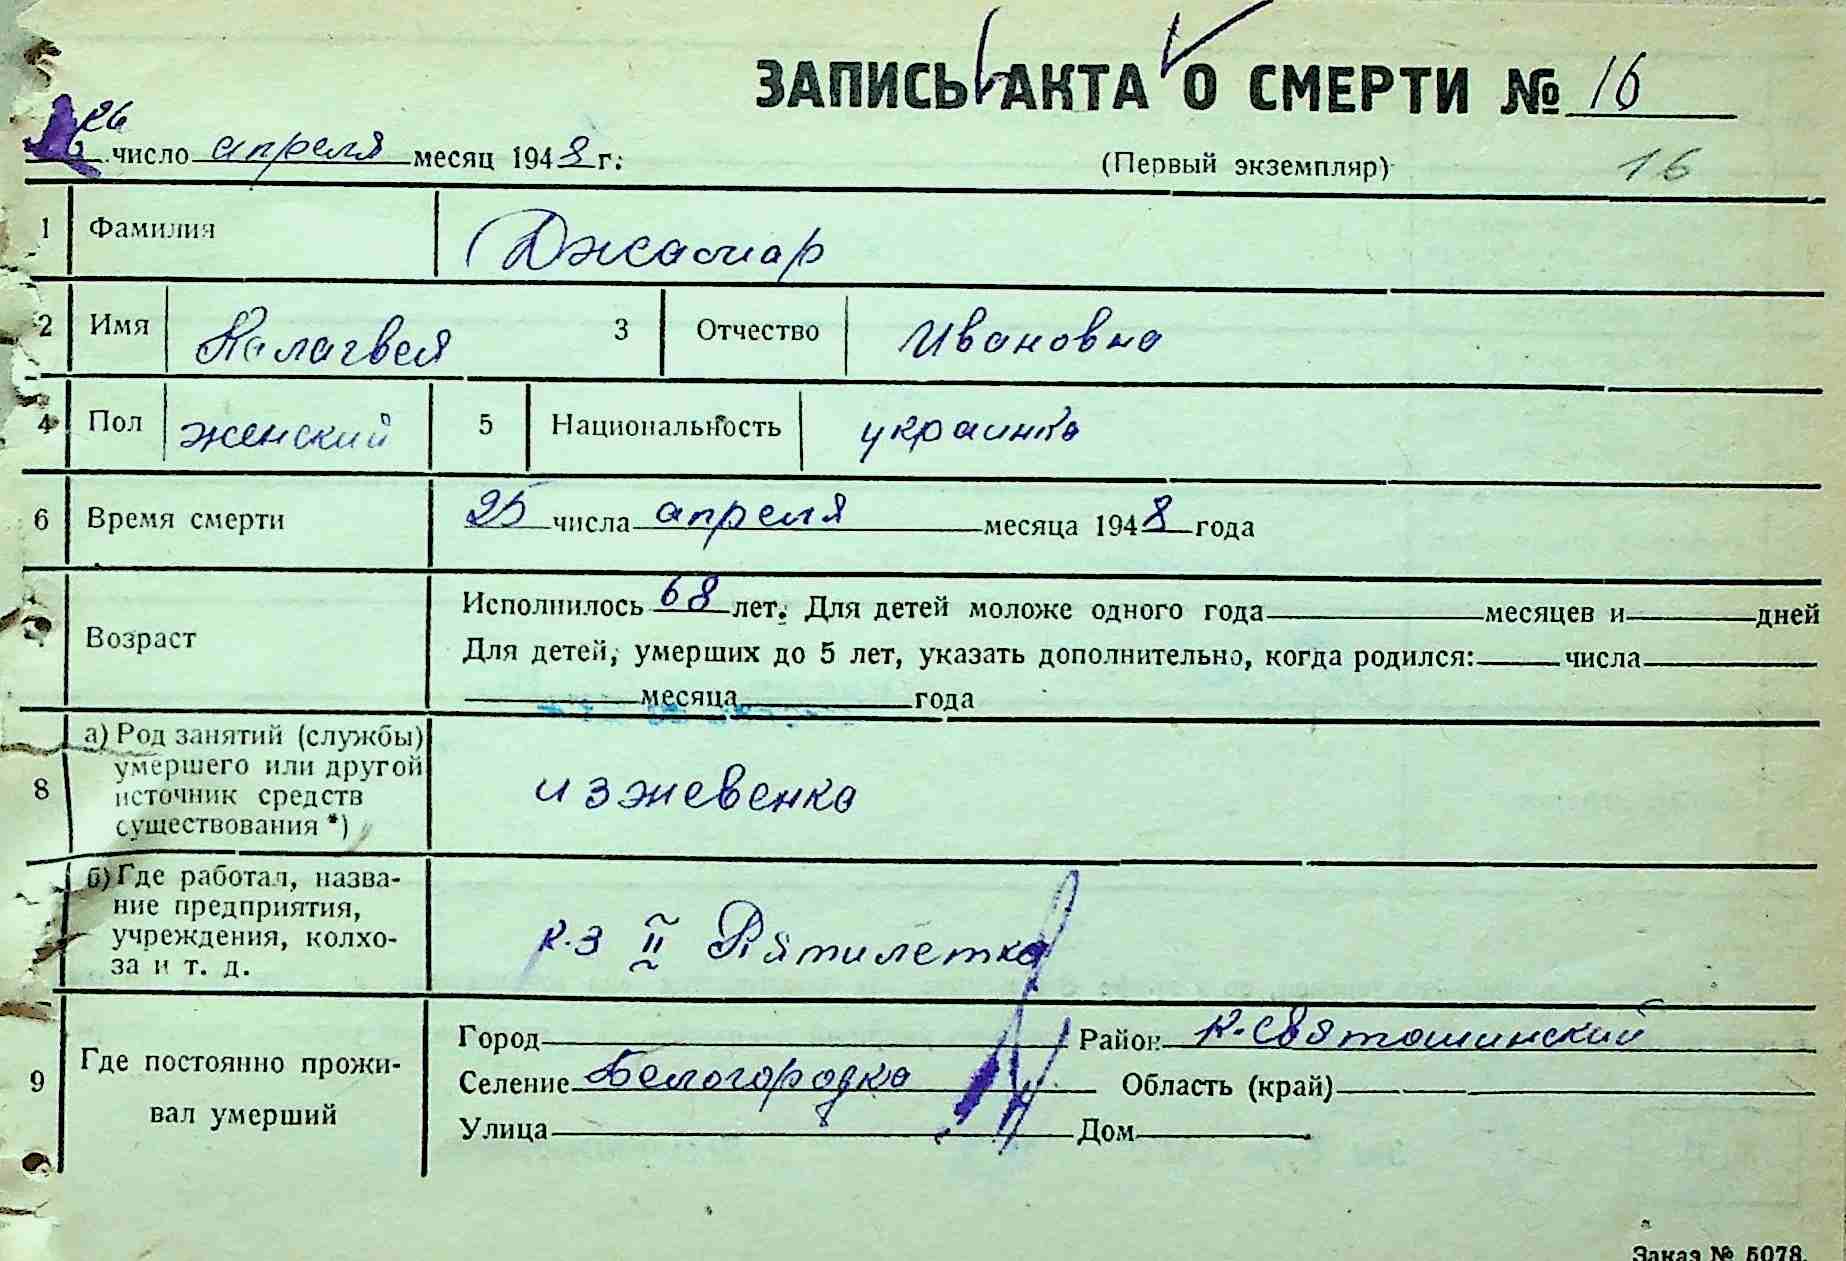 ЗАПИСЬ АКТА О СМЕРТИ № 16
26 число апреля месяц 1948 г.
(Первый экземпляр) 16
1 Фамилия
2 Имя Палагвея 3 Отчество Ивановна
4 Пол женский 5 Национальность украинка
6 Время смерти 25 числа апреля месяца 1948 года
Возраст
Исполнилось 68 лет. Для детей моложе одного года месяцев и дней
Для детей, умерших до 5 лет, указать дополнительно, когда родился: числа
месяца года
8 а) Род занятий (службы)
умершего или другой
источник средств
существования *)
изжевенка
б) Где работал, назва-
ние предприятия,
учреждения, колхо-
за и т. д.
к-з II Пятилетка
9 Где постоянно прожи-
вал умерший
Город Район К-Святошинский
Селение Белогородка Область (край)
Улица Дом
Заказ № 5078.